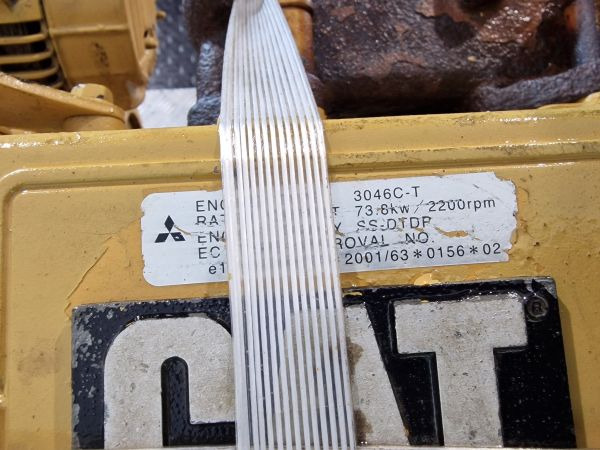 ENG 3046C-T
RAT T 73.8kw/2200rpm
ENG Y SS-DTDP
EC ROVAL NO.
e1 2001/63*0156*02
CAT
®